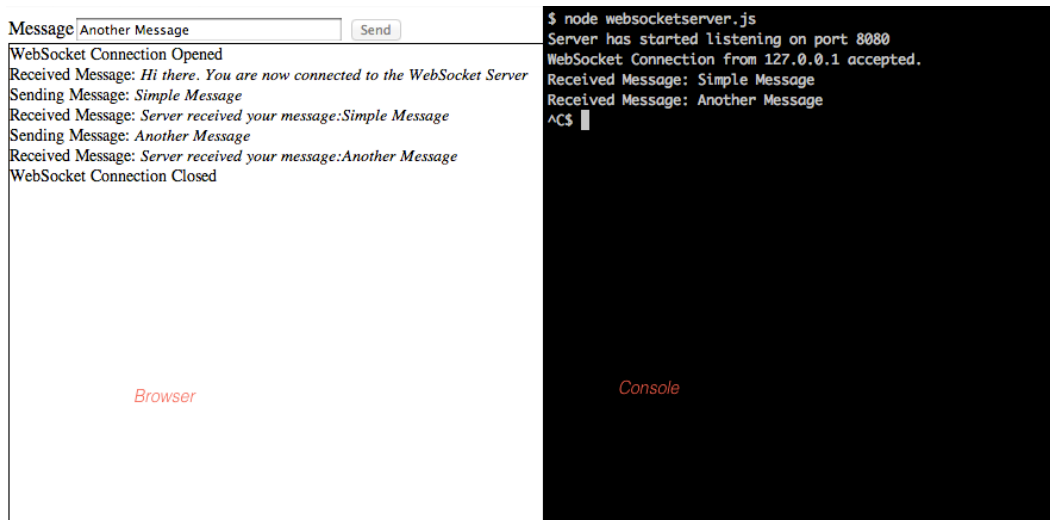 Message Another Message Send
WebSocket Connection Opened
Received Message: Hi there. You are now connected to the WebSocket Server
Sending Message: Simple Message
Received Message: Server received your message:Simple Message
Sending Message: Another Message
Received Message: Server received your message:Another Message
WebSocket Connection Closed
Browser
$ node websocketserver.js
Server has started listening on port 8080
WebSocket Connection from 127.0.0.1 accepted.
Received Message: Simple Message
Received Message: Another Message
^C$
Console